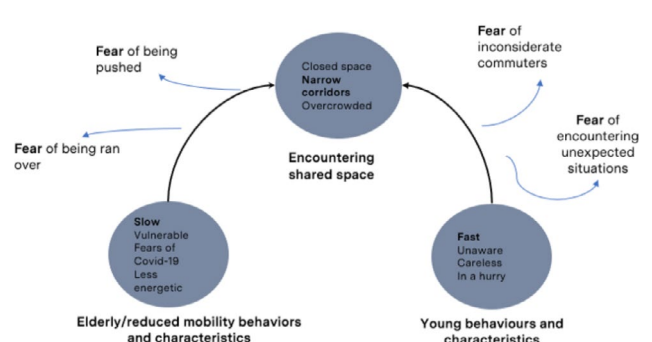 Fear of being
pushed
Fear of being ran
over
Closed space
Narrow
corridors
Overcrowded
Encountering
shared space
Fear of
inconsiderate
commuters
Fear of
encountering
unexpected
situations
Slow
Vulnerable
Fears of
Covid-19
Less
energetic
Elderly/reduced mobility behaviors
and characteristics
Fast
Unaware
Careless
In a hurry
Young behaviours and
characteristics